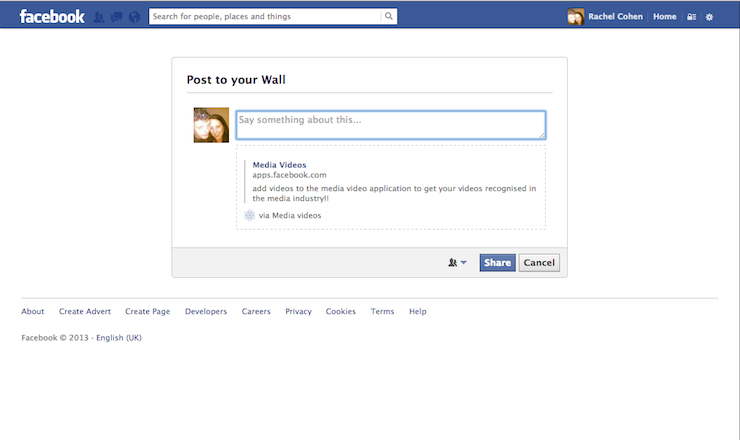 facebook
Search for people, places and things
Rachel Cohen
Home
Post to your Wall
Say something about this...
Media Videos
apps.facebook.com
add videos to the media video application to get your videos recognised in
the media industry!!
via Media videos
Share
Cancel
About
Create Advert
Create Page
Developers
Careers
Privacy
Cookies
Terms
Help
Facebook © 2013 · English (UK)